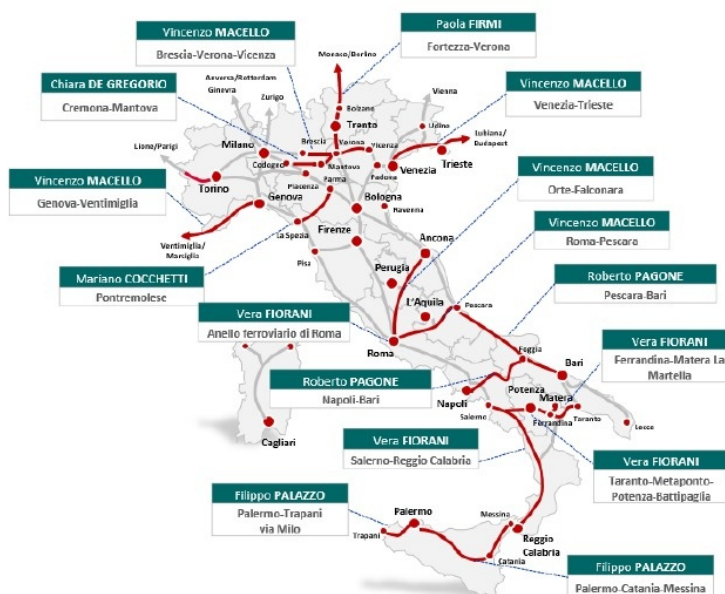 Vincenzo MACELLO
Brescia-Verona-Vicenza
Paola FIRMI
Fortezza-Verona
Chiara DE GREGORIO
Cremona-Mantova
Vincenzo MACELLO
Venezia-Trieste
Vincenzo MACELLO
Genova-Ventimiglia
Vincenzo MACELLO
Orte-Falconara
Vincenzo MACELLO
Roma-Pescara
Mariano COCCHETTI
Pontremolese
Roberto PAGONE
Pescara-Bari
Vera FIORANI
Anello ferroviario di Roma
Vera FIORANI
Ferrandina-Matera La
Martella
Roberto PAGONE
Napoli-Bari
Vera FIORANI
Salerno-Reggio Calabria
Vera FIORANI
Taranto-Metaponto-
Potenza-Battipaglia
Filippo PALAZZO
Palermo-Trapani
via Milo
Filippo PALAZZO
Palermo-Catania-Messina
Monaco/Berlino
Anversa/Rotterdam
Ginevra
Zurigo
Vienna
Lubiana/
Budapest
Lione/Parigi
Ventimiglia/
Marsiglia
Bolzano
Trento
Udine
Milano
Brescia
Verona
Vicenza
Codogno
Mantova
Padova
Venezia
Trieste
Torino
Piacenza
Parma
Genova
Bologna
Ravenna
La Spezia
Firenze
Pisa
Ancona
Perugia
L'Aquila
Pescara
Roma
Foggia
Bari
Napoli
Potenza
Matera
Salerno
Ferrandina
Taranto
Lecce
Cagliari
Palermo
Messina
Trapani
Reggio
Calabria
Catania